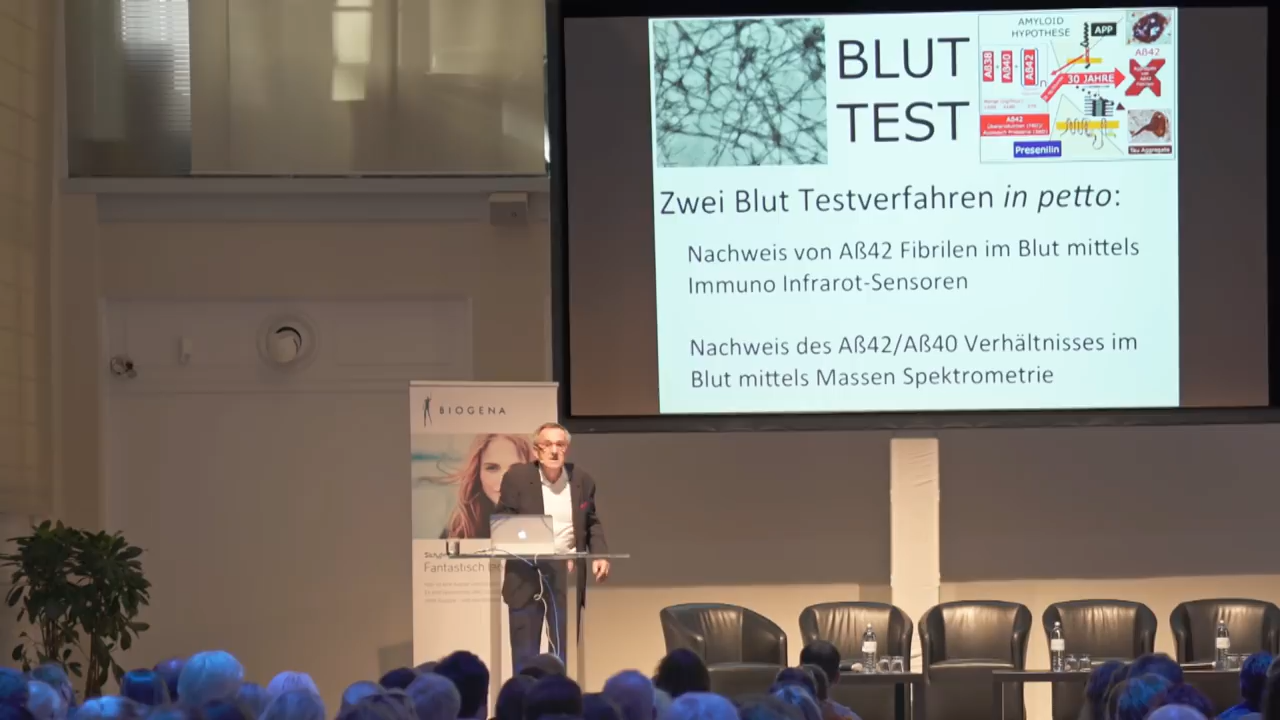 BLUT
TEST
AMYLOID
HYPOTHESE
APP
Aß38
Aß40
Aß42
30 JAHRE
Aß42
Aß42
Presenilin
Tau Aggregate
Zwei Blut Testverfahren in petto:
Nachweis von Aß42 Fibrilen im Blut mittels
Immuno Infrarot-Sensoren
Nachweis des Aß42/Aß40 Verhältnisses im
Blut mittels Massen Spektrometrie
BIOGENA
Fantastisch